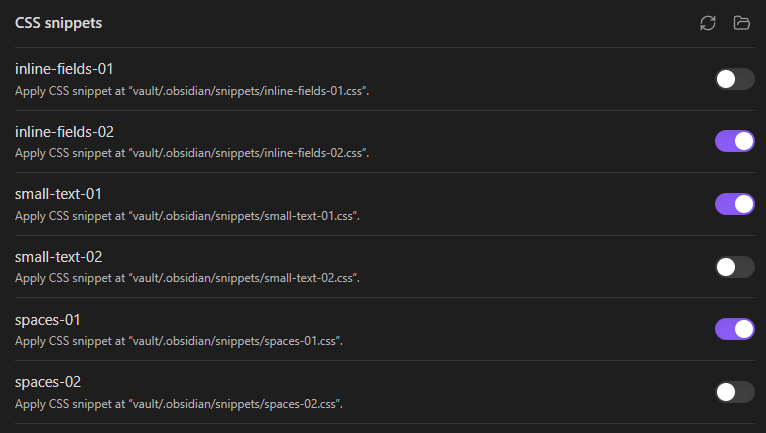 CSS snippets
inline-fields-01
Apply CSS snippet at “vault/.obsidian/snippets/inline-fields-01.css”.
inline-fields-02
Apply CSS snippet at “vault/.obsidian/snippets/inline-fields-02.css”.
small-text-01
Apply CSS snippet at “vault/.obsidian/snippets/small-text-01.css”.
small-text-02
Apply CSS snippet at “vault/.obsidian/snippets/small-text-02.css”.
spaces-01
Apply CSS snippet at “vault/.obsidian/snippets/spaces-01.css”.
spaces-02
Apply CSS snippet at “vault/.obsidian/snippets/spaces-02.css”.